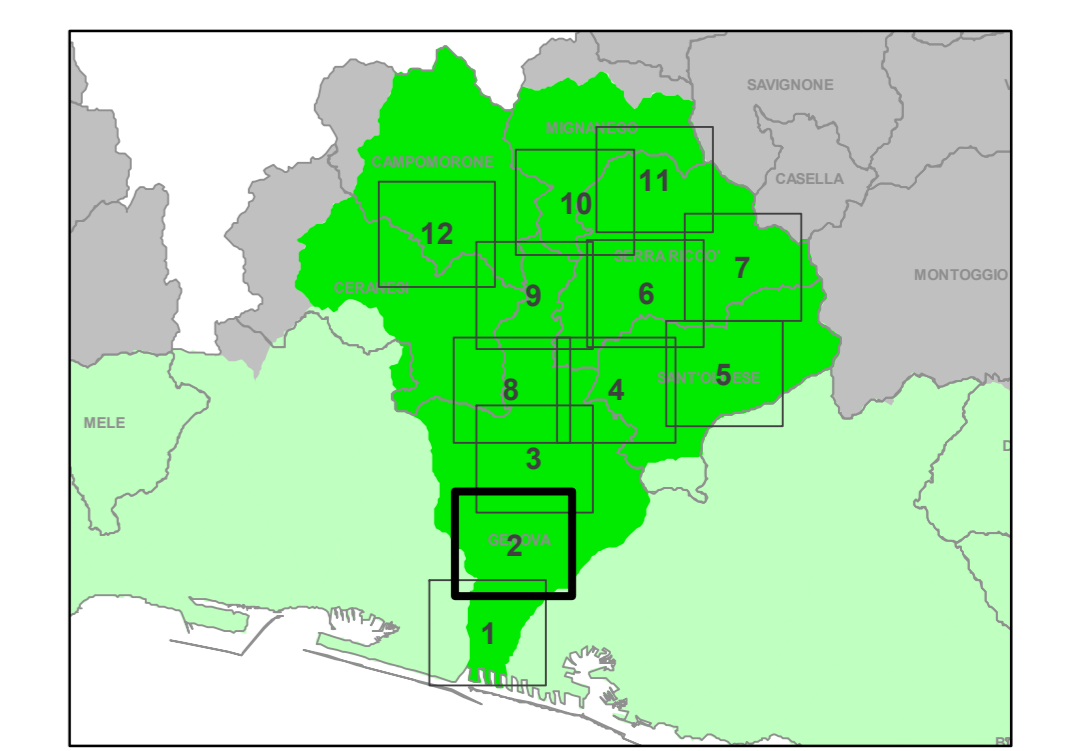 SAVIGNONE
MIGNANEGO
CAMPOMORONE
CASELLA
11
10
12
SERRA RICCO'
7
MONTOGGIO
CERANESI
9
6
SANT'OLCESE
5
8
4
MELE
3
GENOVA
2
1